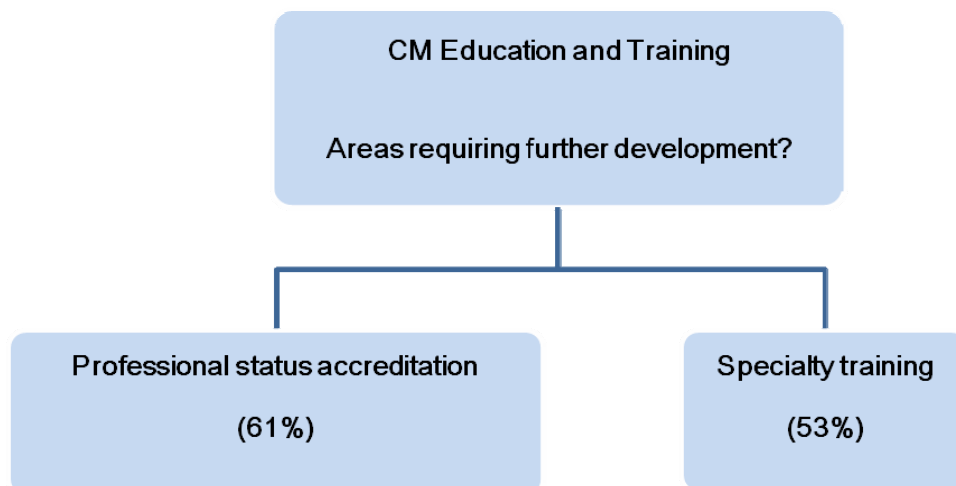 CM Education and Training
Areas requiring further development?
Professional status accreditation
(61%)
Specialty training
(53%)